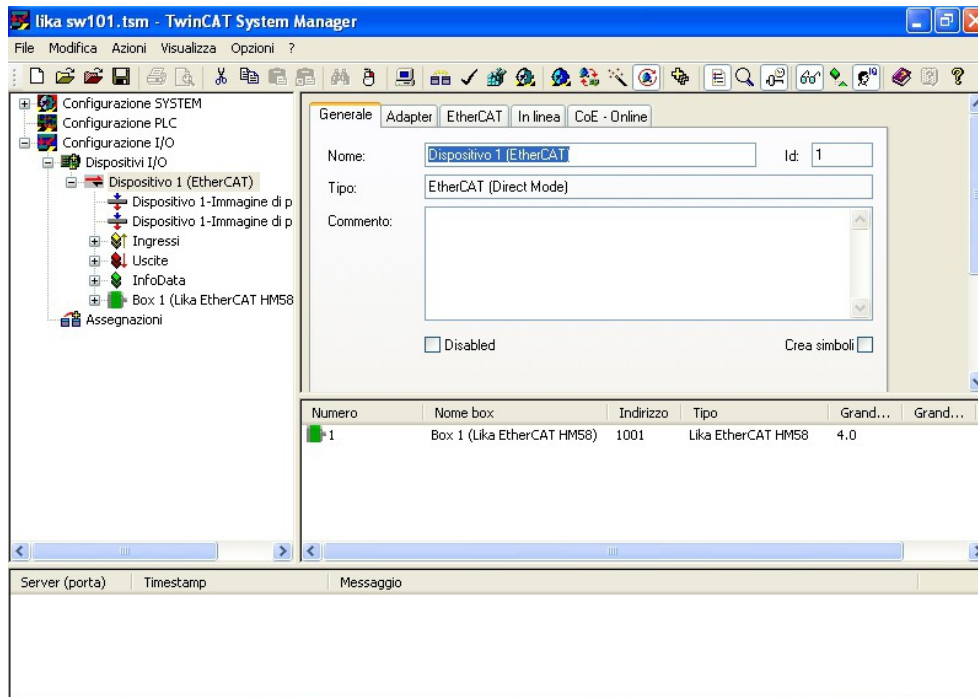 lika sw101.tsm - TwinCAT System Manager
File Modifica Azioni Visualizza Opzioni ?
Configurazione SYSTEM
Configurazione PLC
Configurazione I/O
Dispositivi I/O
Dispositivo 1 (EtherCAT)
Dispositivo 1-Immagine di p
Dispositivo 1-Immagine di p
Ingressi
Uscite
InfoData
Box 1 (Lika EtherCAT HM58
Assegnazioni
Generale Adapter EtherCAT In linea CoE - Online
Nome: Dispositivo 1 (EtherCAT) Id: 1
Tipo: EtherCAT (Direct Mode)
Commento:
Disabled Crea simboli
Numero Nome box Indirizzo Tipo Grand... Grand...
1 Box 1 (Lika EtherCAT HM58) 1001 Lika EtherCAT HM58 4.0
Server (porta) Timestamp Messaggio